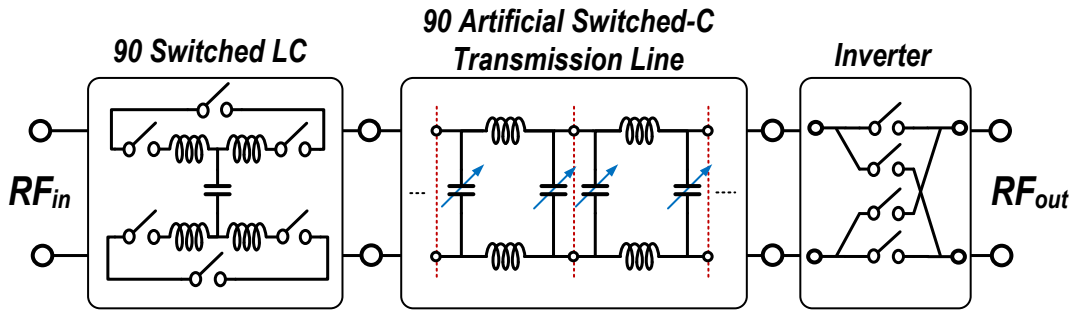 90 Switched LC
90 Artificial Switched-C
Transmission Line
Inverter
RFin
RFout